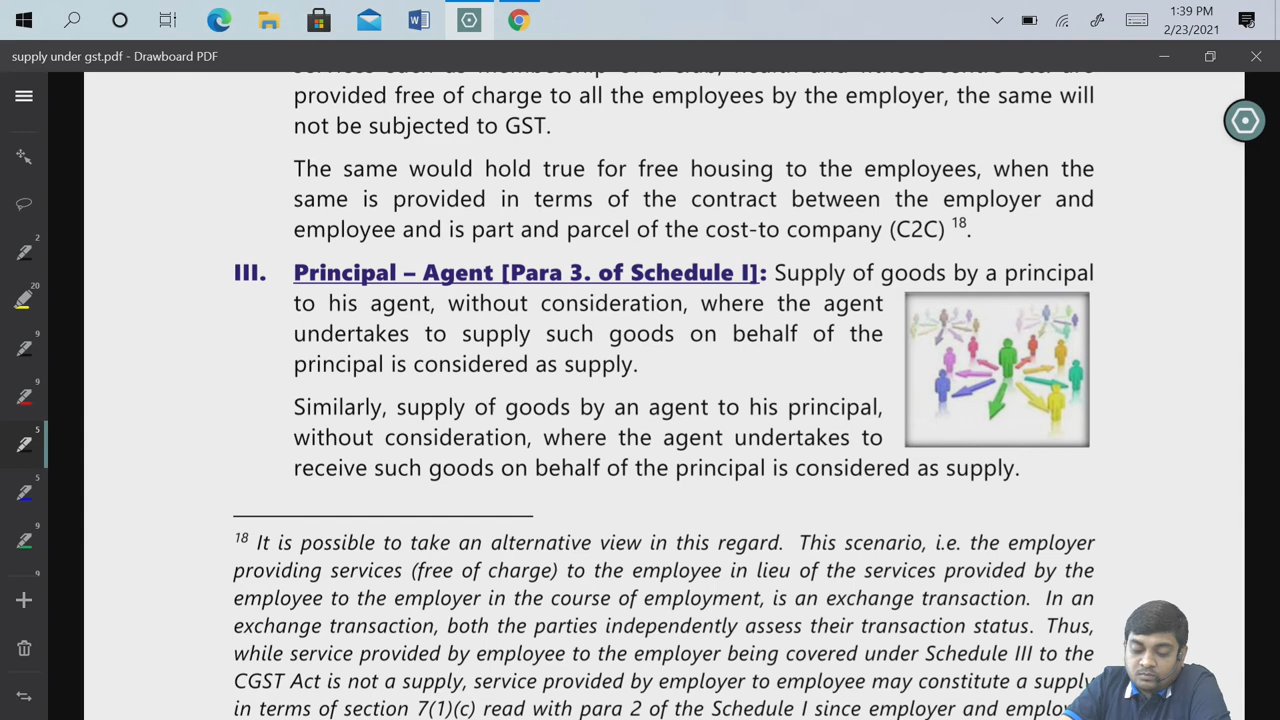 1:39 PM
2/23/2021
supply under gst.pdf - Drawboard PDF
provided free of charge to all the employees by the employer, the same will
not be subjected to GST.
The same would hold true for free housing to the employees, when the
same is provided in terms of the contract between the employer and
employee and is part and parcel of the cost-to company (C2C) 18.
III. Principal – Agent [Para 3. of Schedule I]: Supply of goods by a principal
to his agent, without consideration, where the agent
undertakes to supply such goods on behalf of the
principal is considered as supply.
Similarly, supply of goods by an agent to his principal,
without consideration, where the agent undertakes to
receive such goods on behalf of the principal is considered as supply.
18 It is possible to take an alternative view in this regard. This scenario, i.e. the employer
providing services (free of charge) to the employee in lieu of the services provided by the
employee to the employer in the course of employment, is an exchange transaction. In an
exchange transaction, both the parties independently assess their transaction status. Thus,
while service provided by employee to the employer being covered under Schedule III to the
CGST Act is not a supply, service provided by employer to employee may constitute a supply
in terms of section 7(1)(c) read with para 2 of the Schedule I since employer and
2
20
9
9
5
5
9
9